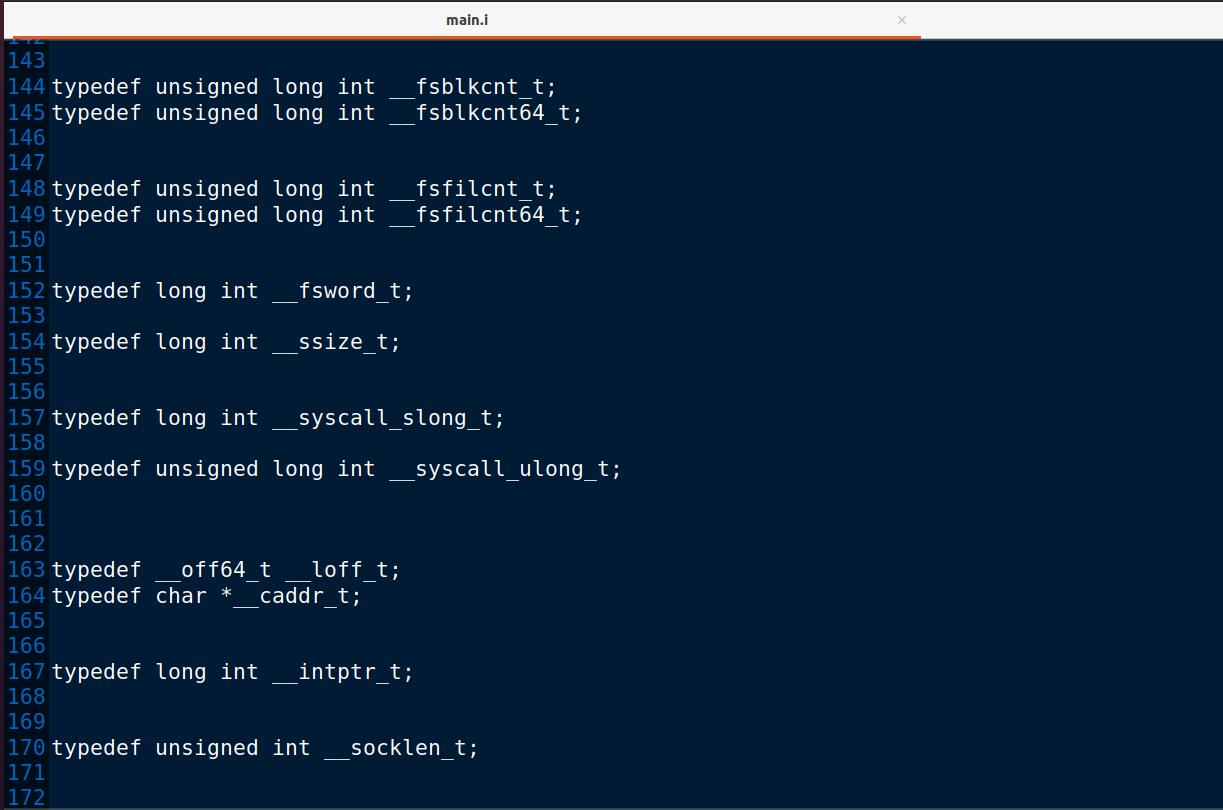 main.i ×
142
143
144 typedef unsigned long int __fsblkcnt_t;
145 typedef unsigned long int __fsblkcnt64_t;
146
147
148 typedef unsigned long int __fsfilcnt_t;
149 typedef unsigned long int __fsfilcnt64_t;
150
151
152 typedef long int __fsword_t;
153
154 typedef long int __ssize_t;
155
156
157 typedef long int __syscall_slong_t;
158
159 typedef unsigned long int __syscall_ulong_t;
160
161
162
163 typedef __off64_t __loff_t;
164 typedef char *__caddr_t;
165
166
167 typedef long int __intptr_t;
168
169
170 typedef unsigned int __socklen_t;
171
172